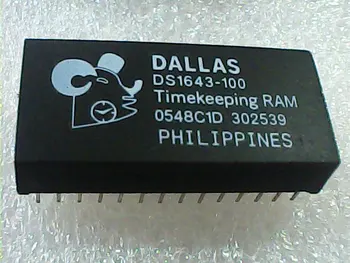 DALLAS
DS1643-100
Timekeeping RAM
0548C1D 302539
PHILIPPINES